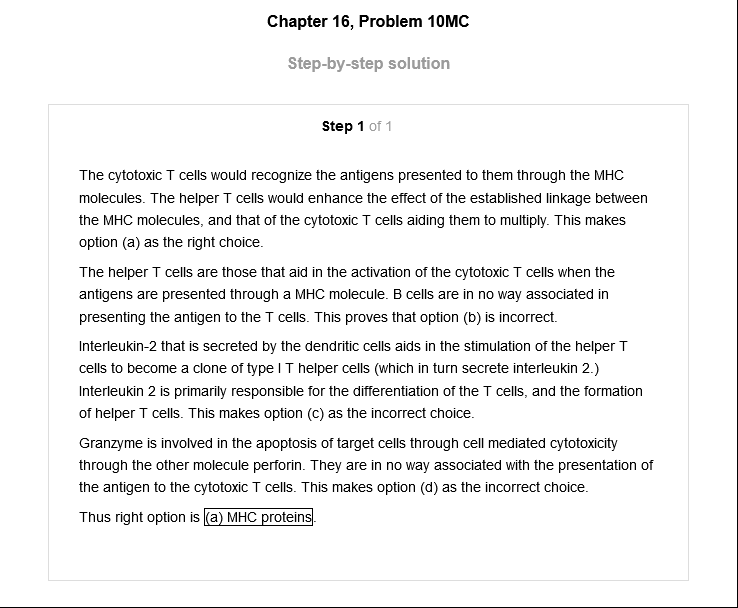 Chapter 16, Problem 10MC
Step-by-step solution
Step 1 of 1
The cytotoxic T cells would recognize the antigens presented to them through the MHC
molecules. The helper T cells would enhance the effect of the established linkage between
the MHC molecules, and that of the cytotoxic T cells aiding them to multiply. This makes
option (a) as the right choice.
The helper T cells are those that aid in the activation of the cytotoxic T cells when the
antigens are presented through a MHC molecule. B cells are in no way associated in
presenting the antigen to the T cells. This proves that option (b) is incorrect.
Interleukin-2 that is secreted by the dendritic cells aids in the stimulation of the helper T
cells to become a clone of type I T helper cells (which in turn secrete interleukin 2.)
Interleukin 2 is primarily responsible for the differentiation of the T cells, and the formation
of helper T cells. This makes option (c) as the incorrect choice.
Granzyme is involved in the apoptosis of target cells through cell mediated cytotoxicity
through the other molecule perforin. They are in no way associated with the presentation of
the antigen to the cytotoxic T cells. This makes option (d) as the incorrect choice.
Thus right option is (a) MHC proteins.